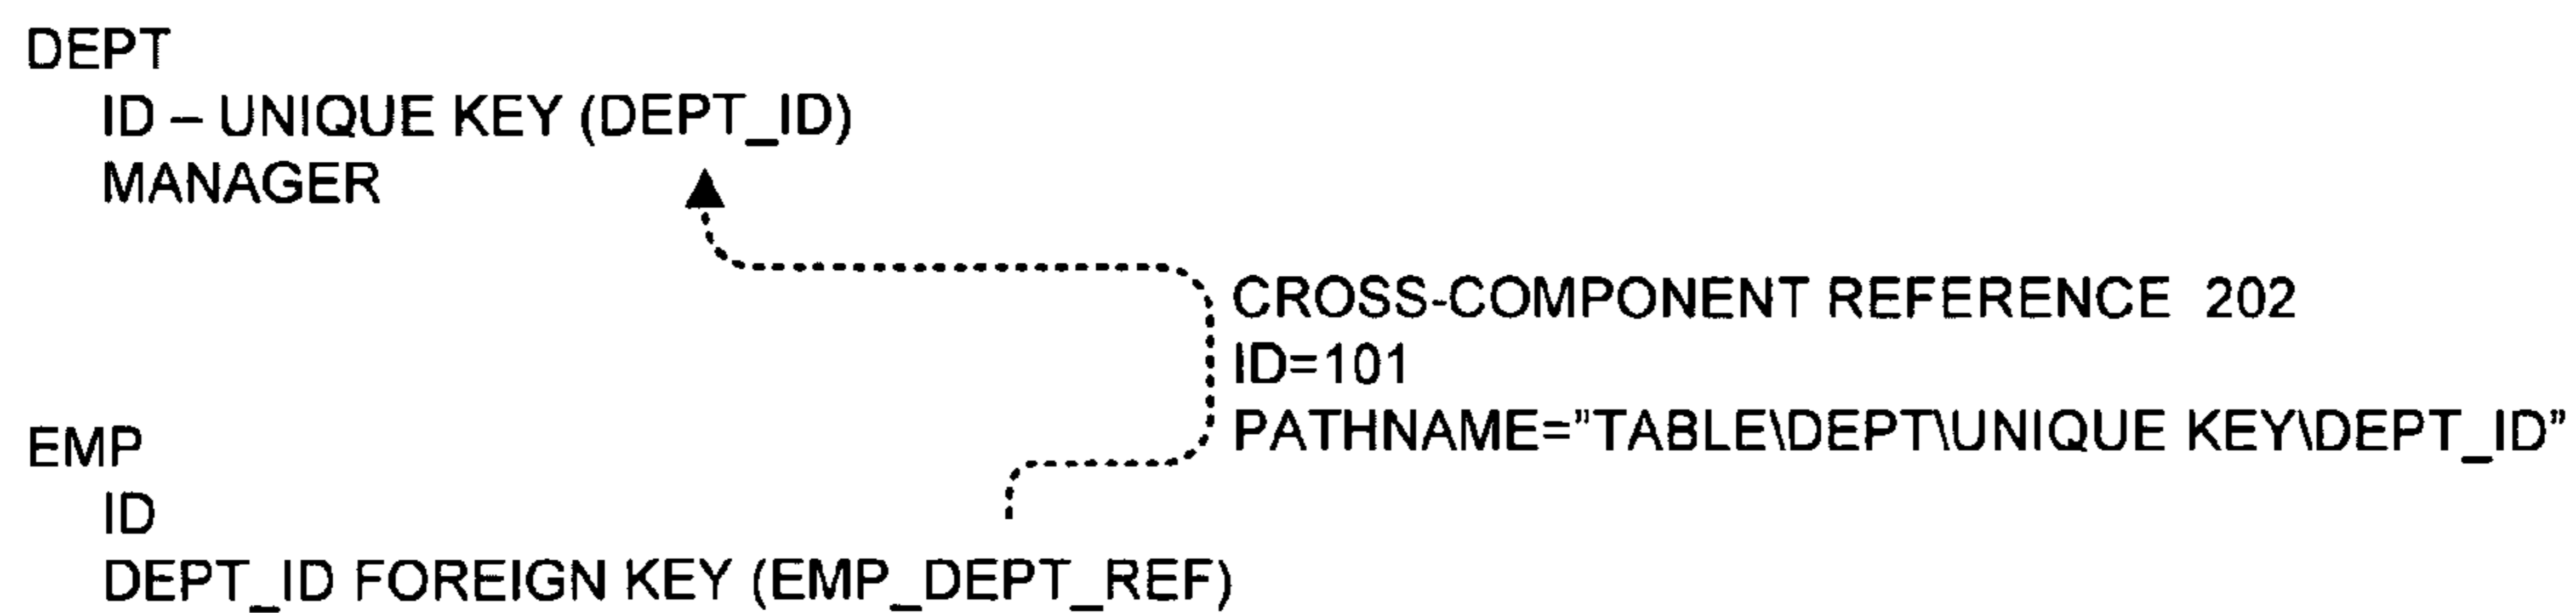 DEPT
ID – UNIQUE KEY (DEPT_ID)
MANAGER
CROSS-COMPONENT REFERENCE 202
ID=101
PATHNAME=”TABLE\DEPT\UNIQUE KEY\DEPT_ID”
EMP
ID
DEPT_ID FOREIGN KEY (EMP_DEPT_REF)